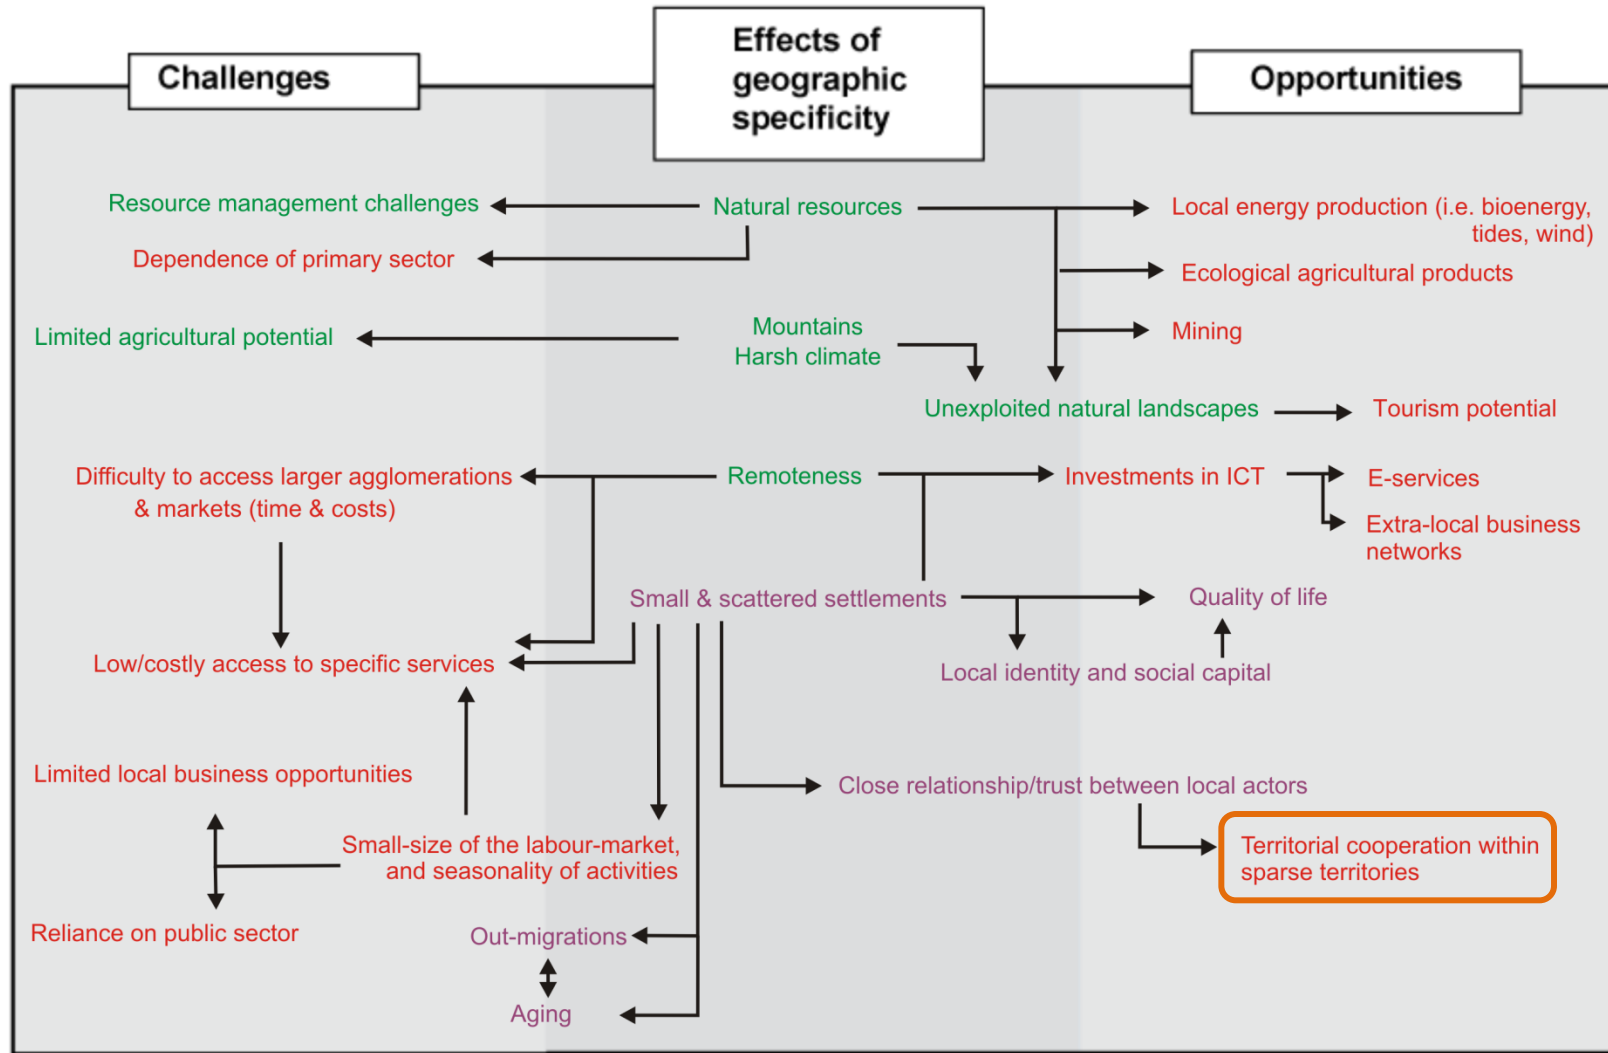 Challenges
Effects of
geographic
specificity
Opportunities
Resource management challenges
Natural resources
Local energy production (i.e. bioenergy,
tides, wind)
Dependence of primary sector
Ecological agricultural products
Limited agricultural potential
Mountains
Harsh climate
Mining
Unexploited natural landscapes
Tourism potential
Difficulty to access larger agglomerations
& markets (time & costs)
Remoteness
Investments in ICT
E-services
Extra-local business
networks
Small & scattered settlements
Quality of life
Low/costly access to specific services
Local identity and social capital
Limited local business opportunities
Close relationship/trust between local actors
Small-size of the labour-market,
and seasonality of activities
Territorial cooperation within
sparse territories
Reliance on public sector
Out-migrations
Aging